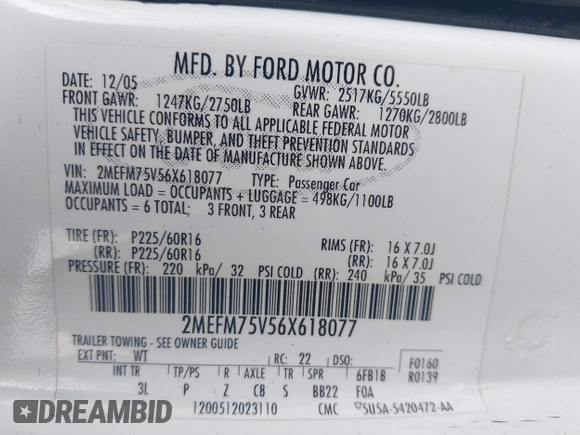 MFD. BY FORD MOTOR CO.
DATE: 12/05 GVWR: 2517KG/5550LB
FRONT GAWR: 1247KG/2750LB REAR GAWR: 1270KG/2800LB
THIS VEHICLE CONFORMS TO ALL APPLICABLE FEDERAL MOTOR
VEHICLE SAFETY, BUMPER, AND THEFT PREVENTION STANDARDS
IN EFFECT ON THE DATE OF MANUFACTURE SHOWN ABOVE.
VIN: 2MEFM75V56X618077 TYPE: Passenger Car
MAXIMUM LOAD = OCCUPANTS + LUGGAGE = 498KG/1100LB
OCCUPANTS = 6 TOTAL; 3 FRONT, 3 REAR
TIRE (FR): P225/60R16 RIMS (FR): 16 X 7.0J
(RR): P225/60R16 (RR): 16 X 7.0J
PRESSURE (FR): 220 kPa/ 32 PSI COLD (RR): 240 kPa/ 35 PSI COLD
2MEFM75V56X618077
TRAILER TOWING - SEE OWNER GUIDE
EXT PNT: WT RC: 22 DSO: F0160
R0139
INT TR TP/PS R AXLE TR SPR 6FB1B
3L P Z C8 S BB22 FOA
1200512023110 CMC 5U5A-5420472-AA
AUTOBIDMASTER